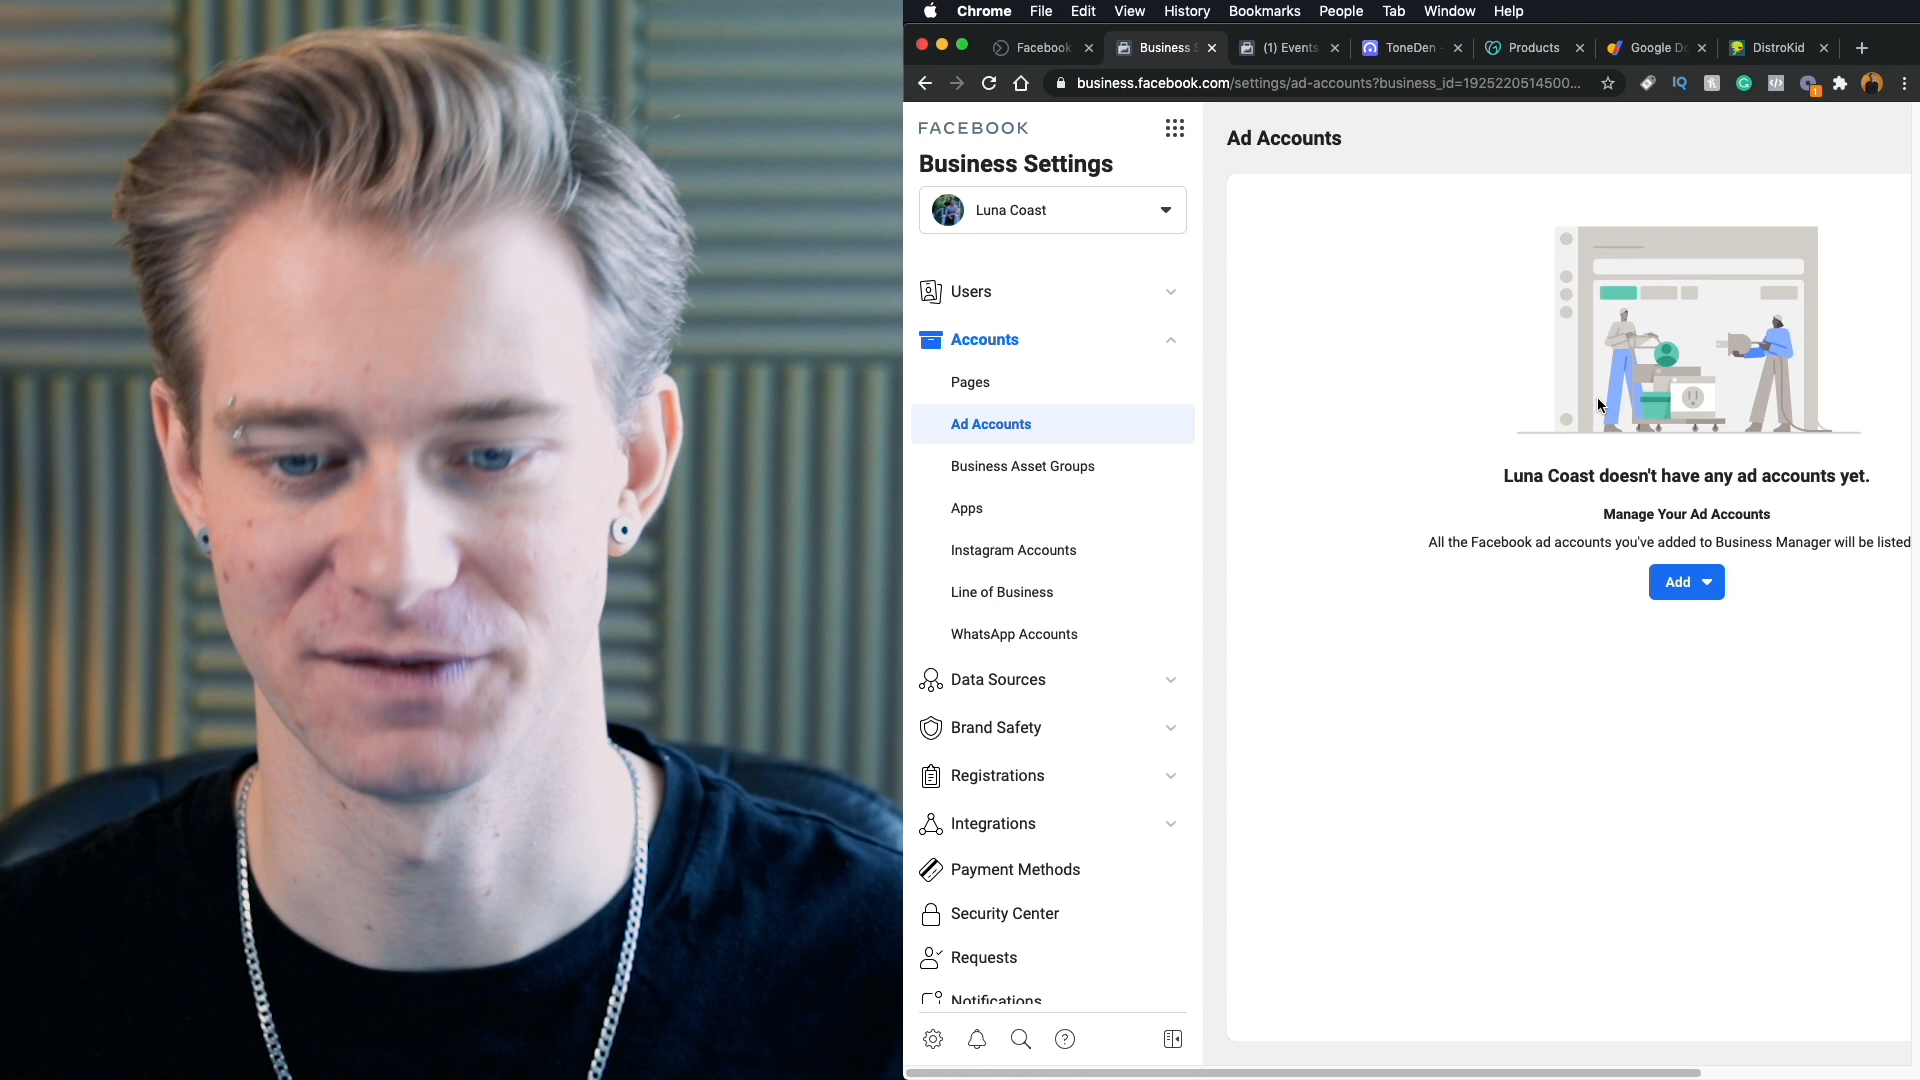 Chrome File Edit View History Bookmarks People Tab Window Help
Facebook Business S (1) Events ToneDen - Products Google Do DistroKid
business.facebook.com/settings/ad-accounts?business_id=1925220514500...
1
FACEBOOK
Business Settings
Luna Coast
Users
Accounts
Pages
Ad Accounts
Business Asset Groups
Apps
Instagram Accounts
Line of Business
WhatsApp Accounts
Data Sources
Brand Safety
Registrations
Integrations
Payment Methods
Security Center
Requests
Notifications
Ad Accounts
Luna Coast doesn't have any ad accounts yet.
Manage Your Ad Accounts
All the Facebook ad accounts you've added to Business Manager will be listed
Add